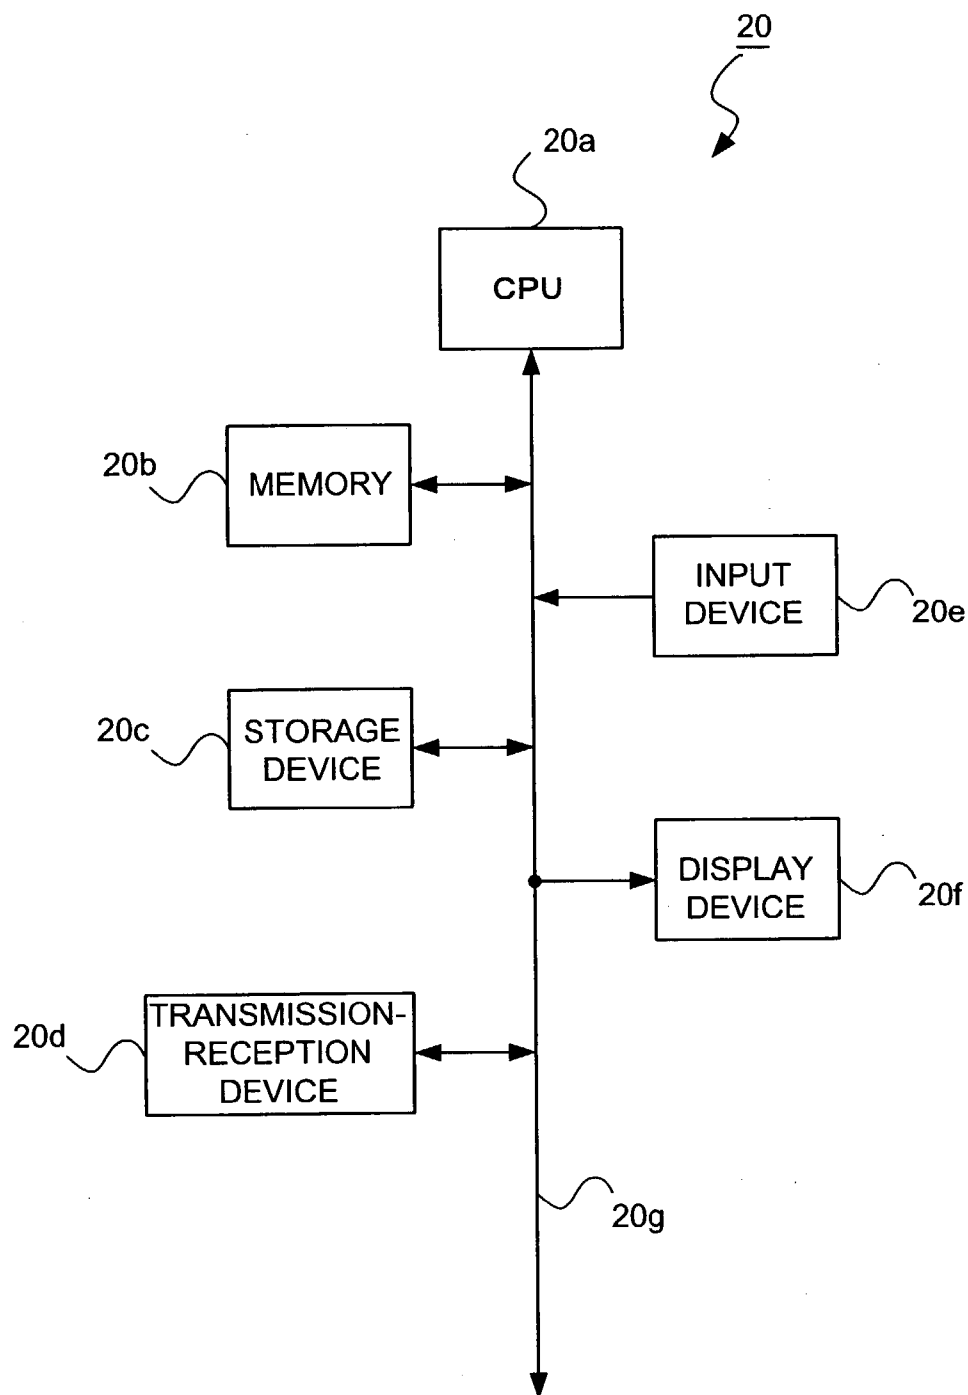 20
20a
CPU
20b
MEMORY
INPUT
DEVICE
20e
20c
STORAGE
DEVICE
DISPLAY
DEVICE
20f
20d
TRANSMISSION-
RECEPTION
DEVICE
20g